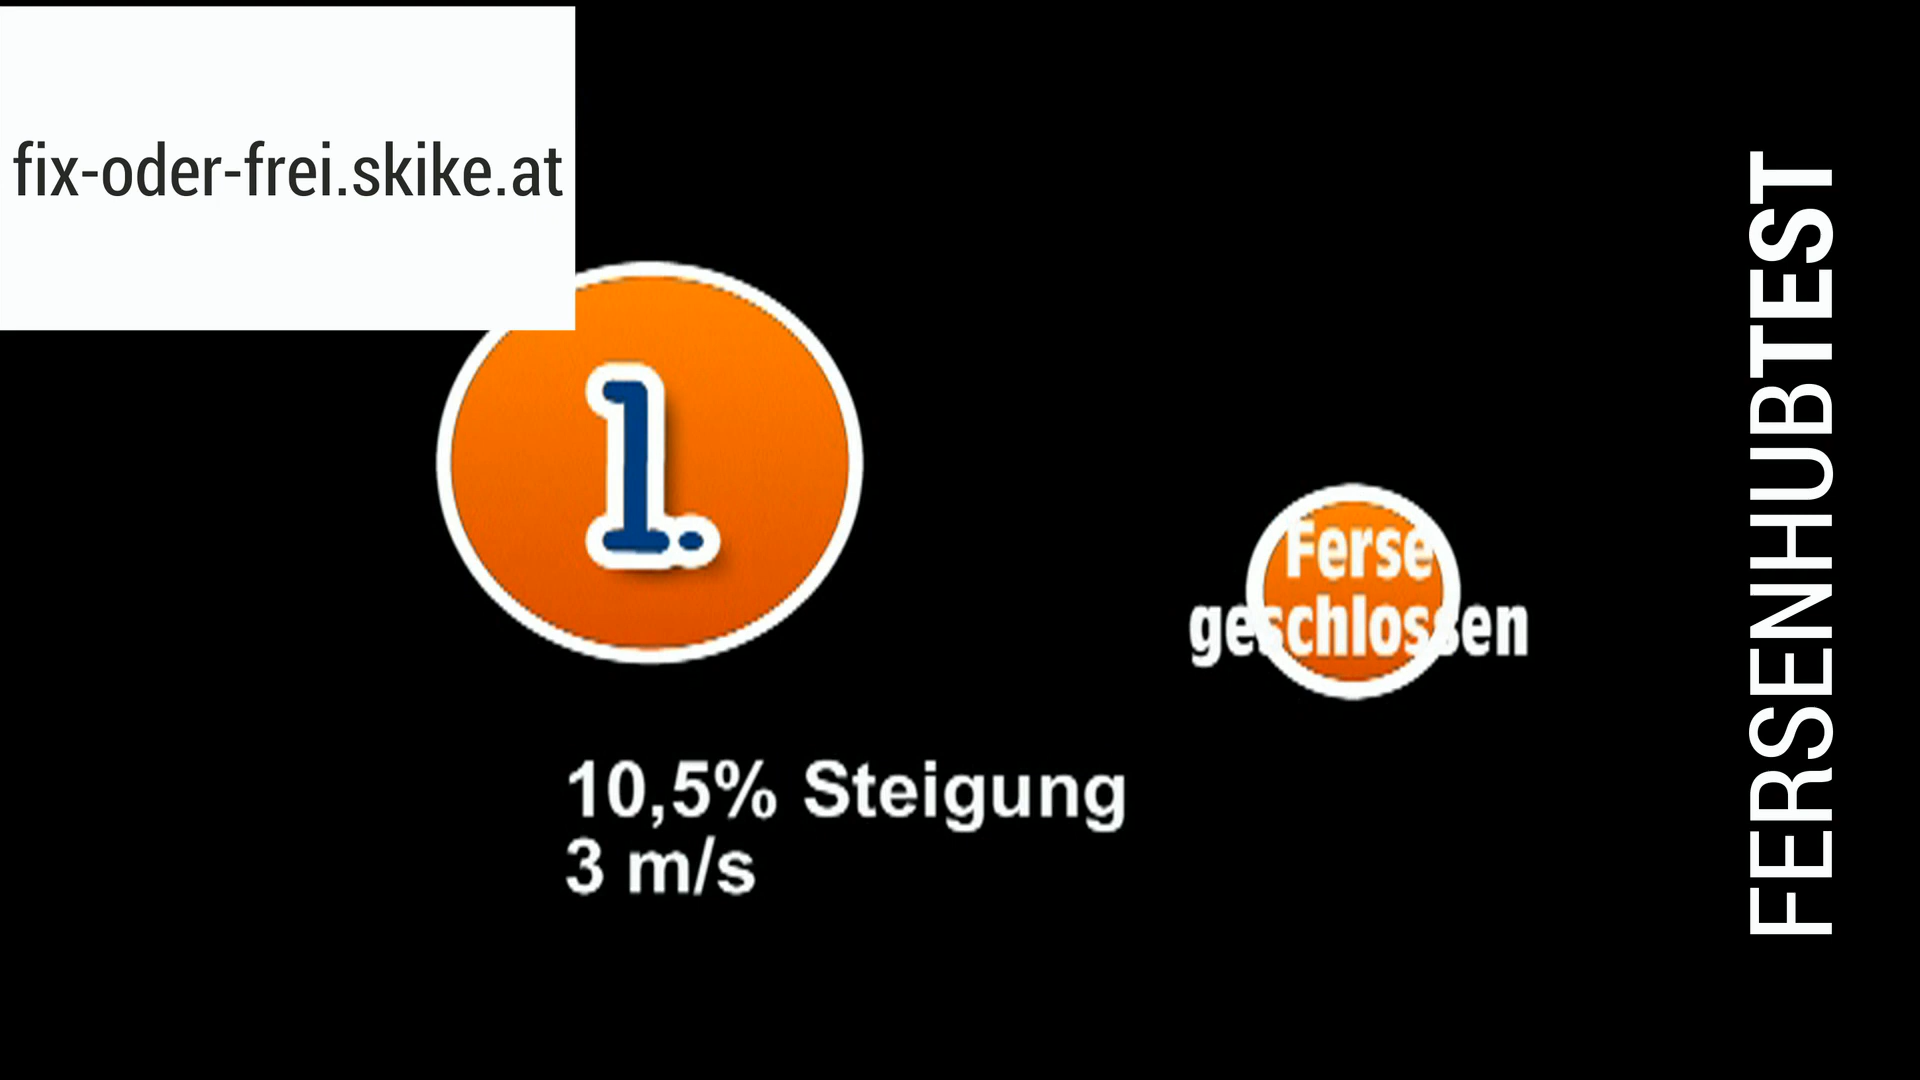 fix-oder-frei.skike.at
1.
Ferse
geschlossen
10,5% Steigung
3 m/s
FERSENHUBTEST